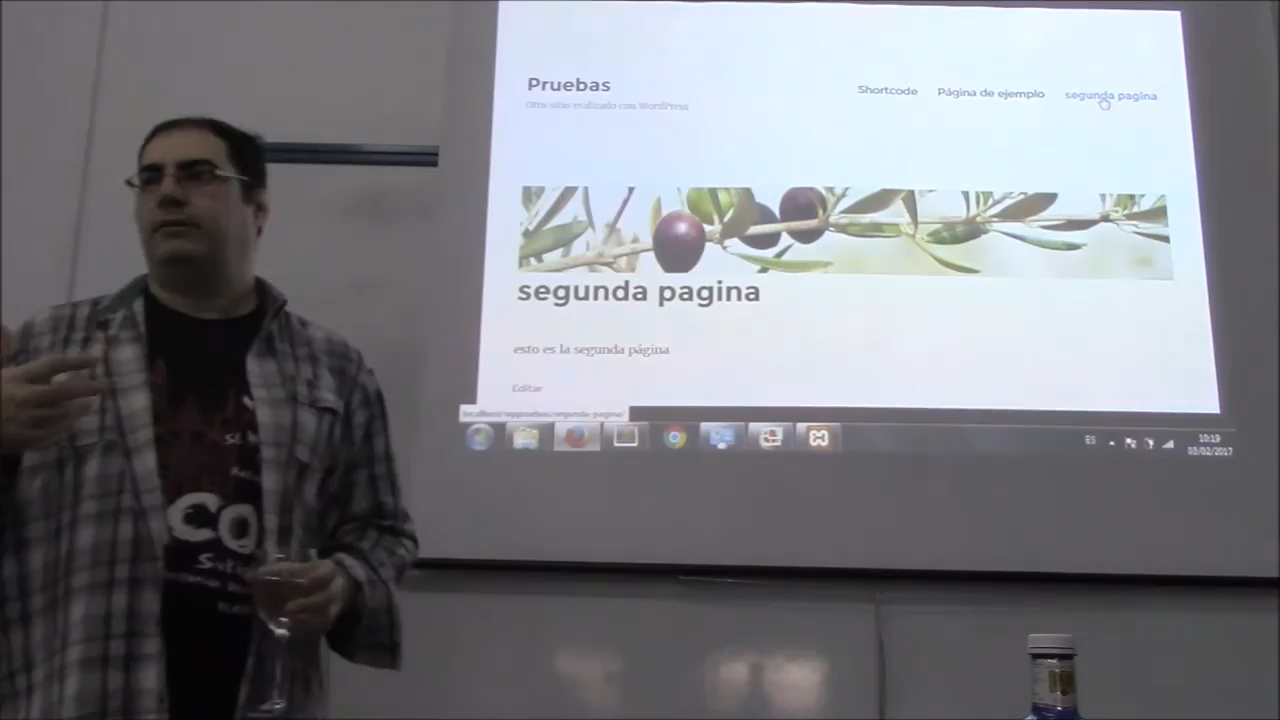 Pruebas
Otro sitio realizado con WordPress
Shortcode
Página de ejemplo
segunda pagina
segunda pagina
esto es la segunda página
Editar
ES
10:19
03/02/2017
CO